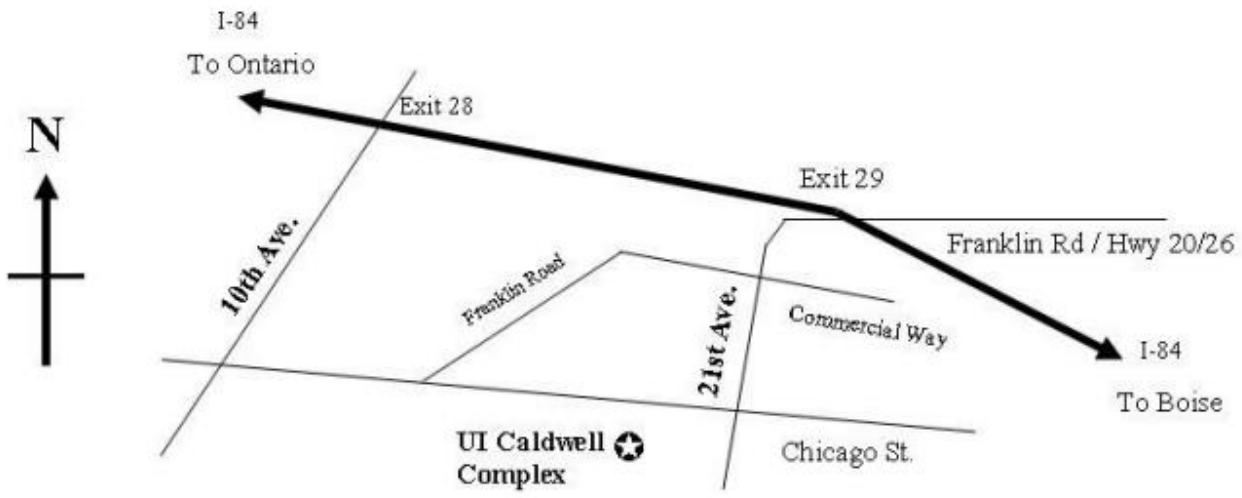 I-84
To Ontario
Exit 28
N
Exit 29
Franklin Rd / Hwy 20/26
10th Ave.
Franklin Road
21st Ave.
Commercial Way
I-84
To Boise
UI Caldwell
Complex
Chicago St.